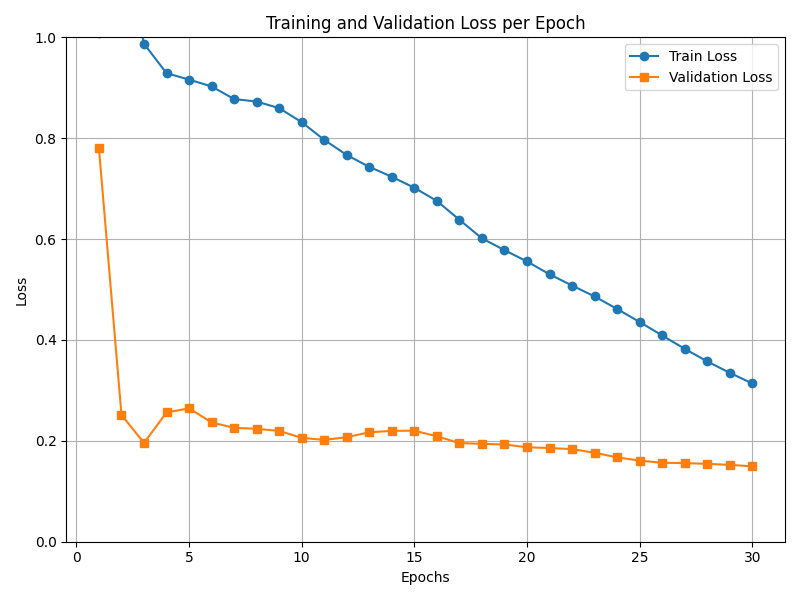 Training and Validation Loss per Epoch
Train Loss
Validation Loss
1.0
0.8
0.6
0.4
0.2
0.0
Loss
0 5 10 15 20 25 30
Epochs